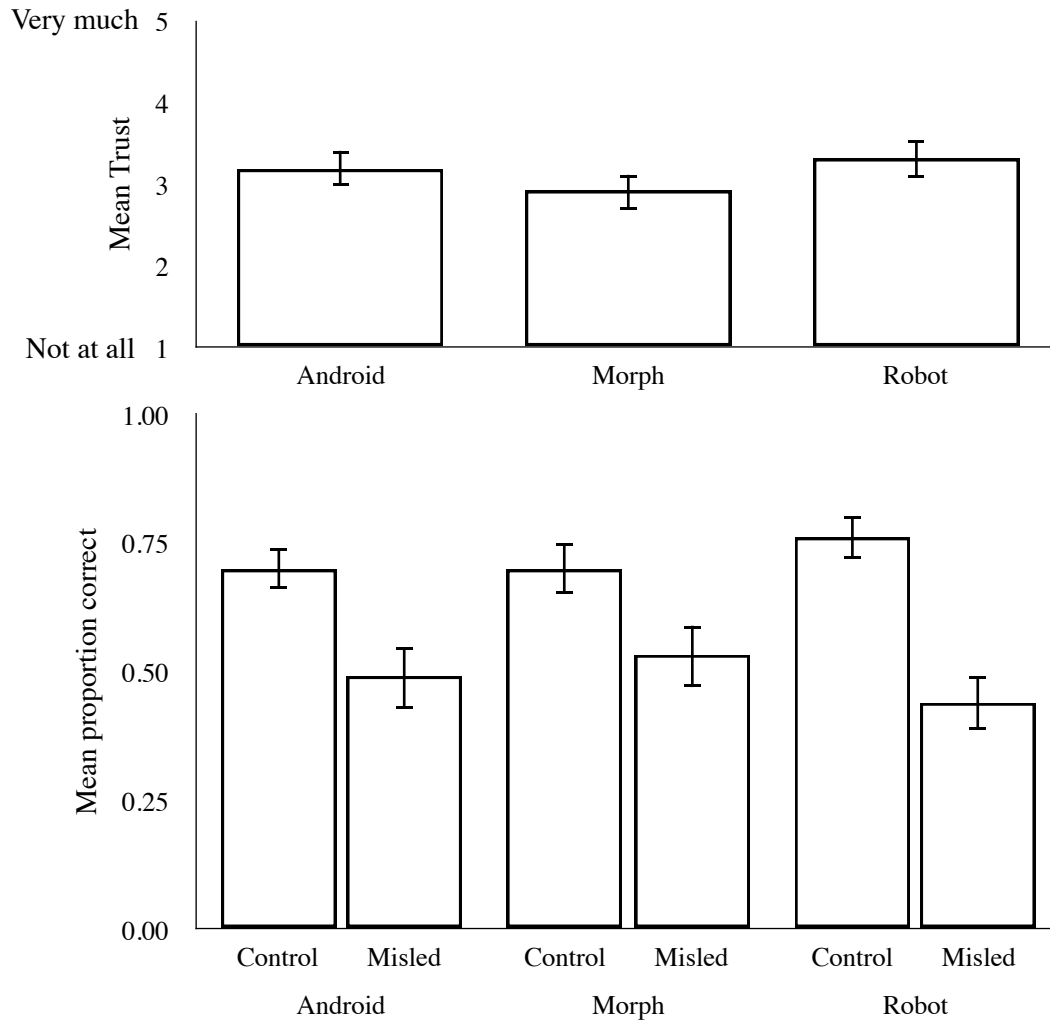 Very much 5
4
Mean Trust
3
2
Not at all 1
Android Morph Robot
1.00
0.75
Mean proportion correct
0.50
0.25
0.00
Control Misled Control Misled Control Misled
Android Morph Robot